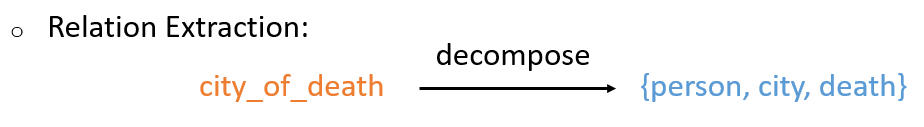 ○ Relation Extraction:
decompose
city_of_death {person, city, death}